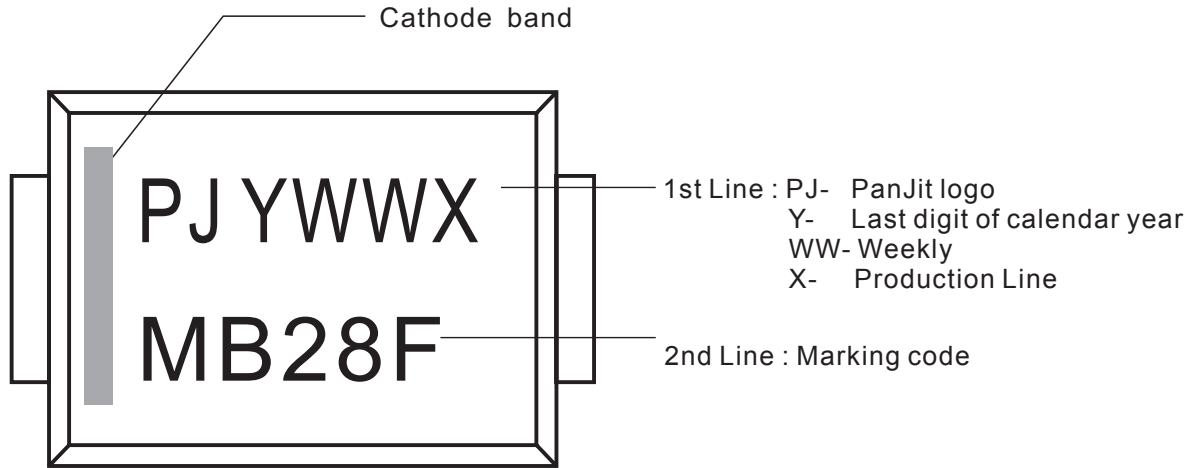 Cathode band
PJ YWWX
1st Line : PJ- PanJit logo
Y- Last digit of calendar year
WW- Weekly
X- Production Line
MB28F
2nd Line : Marking code